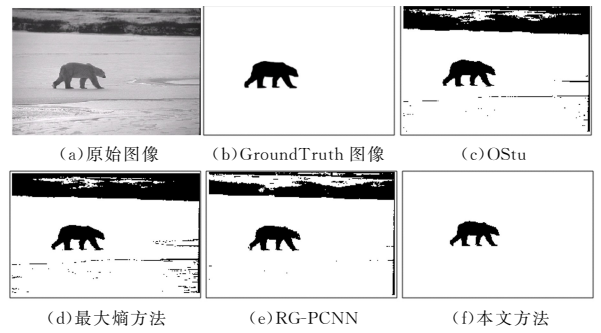 (a)原始图像
(b)GroundTruth 图像
(c)OStu
(d)最大熵方法
(e)RG-PCNN
(f)本文方法